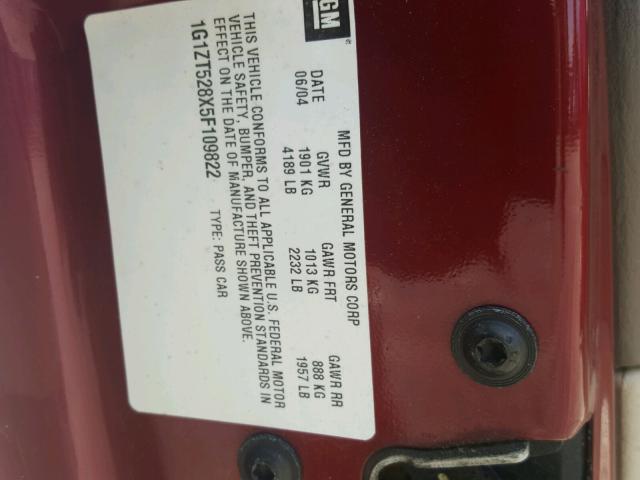 GM
MFD BY GENERAL MOTORS CORP
DATE GVWR GAWR FRT GAWR RR
06/04 1901 KG 1013 KG 888 KG
4189 LB 2232 LB 1957 LB
THIS VEHICLE CONFORMS TO ALL APPLICABLE U.S. FEDERAL MOTOR
VEHICLE SAFETY, BUMPER, AND THEFT PREVENTION STANDARDS IN
EFFECT ON THE DATE OF MANUFACTURE SHOWN ABOVE.
1G1ZT528X5F109822 TYPE: PASS CAR